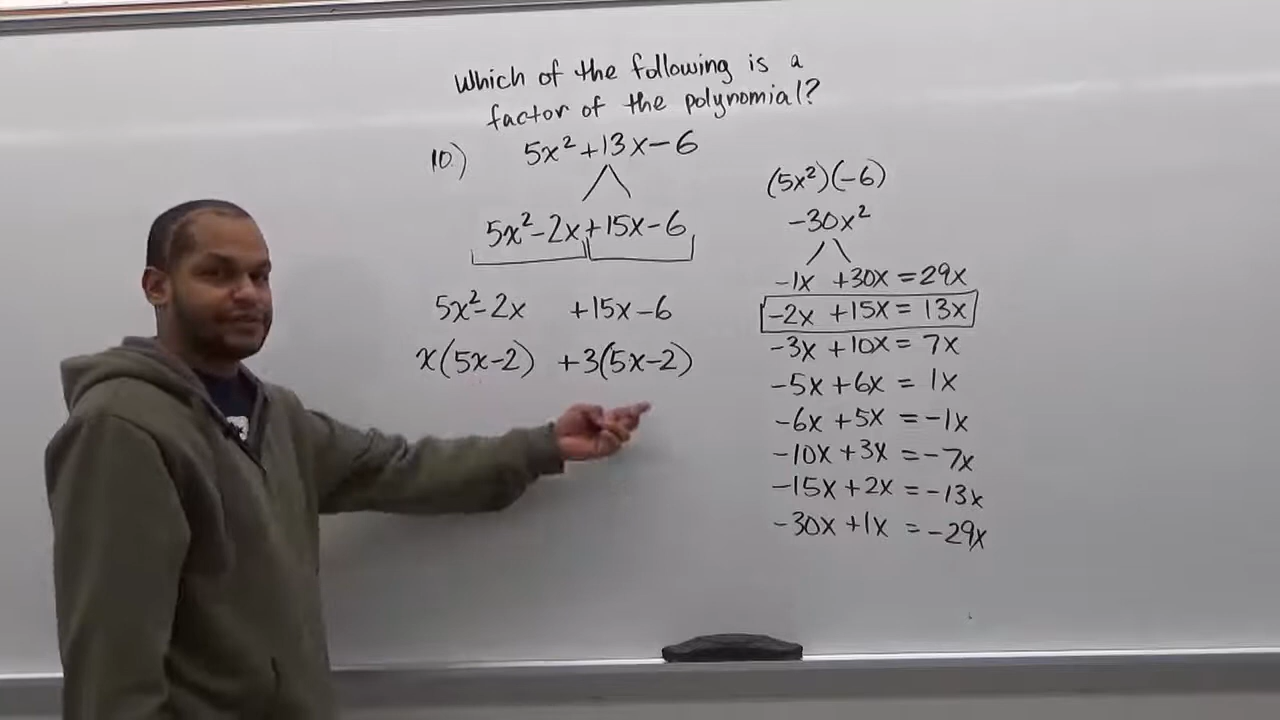 Which of the following is a
factor of the polynomial?
10) 5x²+13x-6
5x²-2x+15x-6
5x²-2x +15x-6
x(5x-2) +3(5x-2)
(5x²)(-6)
-30x²
-1x +30x = 29x
-2x +15x = 13x
-3x +10x = 7x
-5x +6x = 1x
-6x +5x = -1x
-10x +3x = -7x
-15x +2x = -13x
-30x +1x = -29x